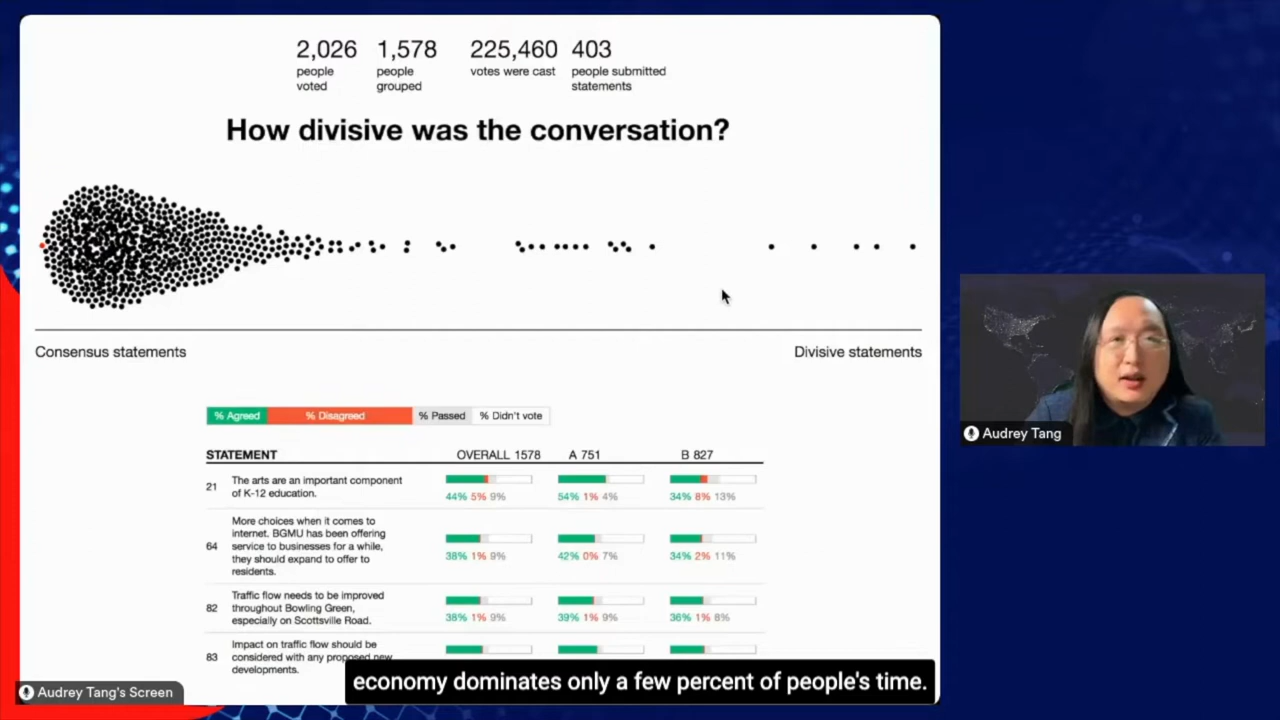 2,026 1,578 225,460 403
people voted people grouped votes were cast people submitted statements
How divisive was the conversation?
Consensus statements Divisive statements
% Agreed % Disagreed % Passed % Didn't vote
STATEMENT OVERALL 1578 A 751 B 827
21 The arts are an important component
of K-12 education.
44% 5% 9% 54% 1% 4% 34% 8% 13%
64 More choices when it comes to
internet. BGMU has been offering
service to businesses for a while,
they should expand to offer to
residents.
38% 1% 9% 42% 0% 7% 34% 2% 11%
82 Traffic flow needs to be improved
throughout Bowling Green,
especially on Scottsville Road.
38% 1% 9% 39% 1% 9% 36% 1% 8%
83 Impact on traffic flow should be
considered with any proposed new
developments.
economy dominates only a few percent of people's time.
Audrey Tang's Screen
Audrey Tang